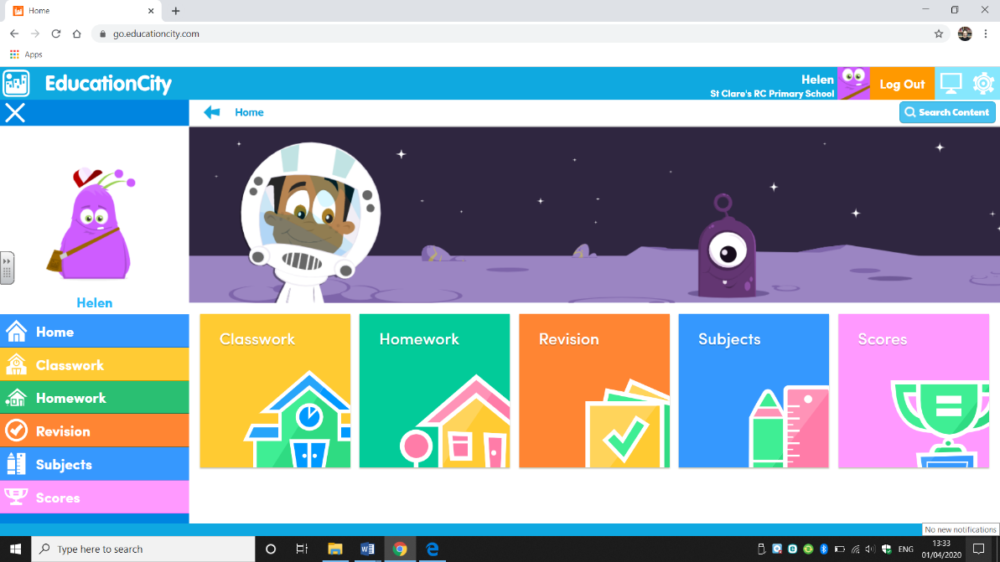 Home
go.educationcity.com
Apps
EducationCity
Helen
St Clare's RC Primary School
Log Out
Home
Search Content
Helen
Home
Classwork
Homework
Revision
Subjects
Scores
Classwork
Homework
Revision
Subjects
Scores
No new notifications
Type here to search
ENG
13:33
01/04/2020